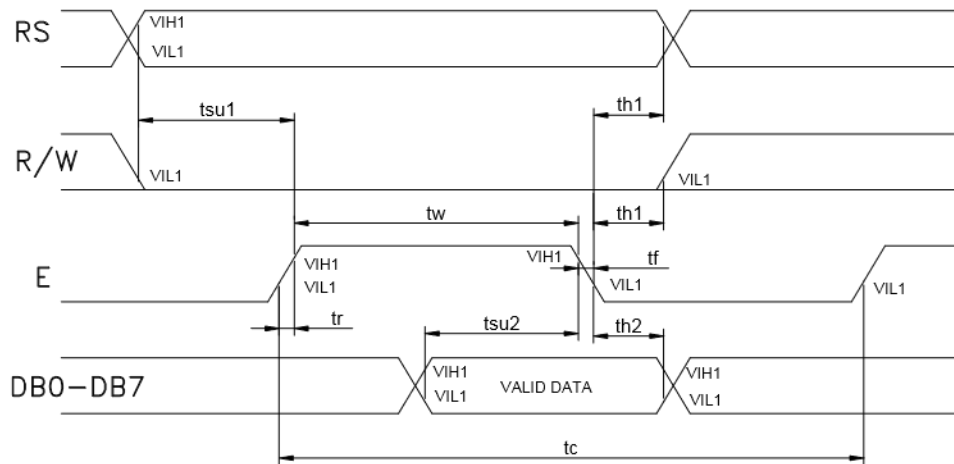 RS
VIH1
VIL1
tsu1
th1
R/W
VIL1
VIL1
tw
th1
E
VIH1
VIL1
VIH1
tf
VIL1
VIL1
tr
tsu2
th2
DB0-DB7
VIH1
VIL1
VALID DATA
VIH1
VIL1
tc